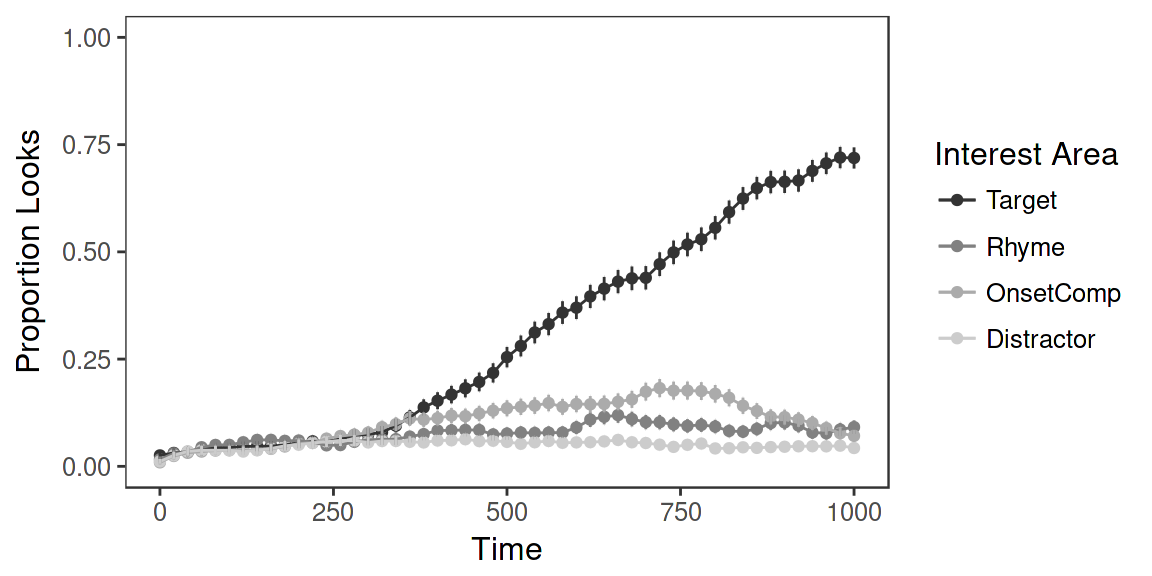 1.00
0.75
0.50
0.25
0.00
Proportion Looks
0 250 500 750 1000
Time
Interest Area
Target
Rhyme
OnsetComp
Distractor